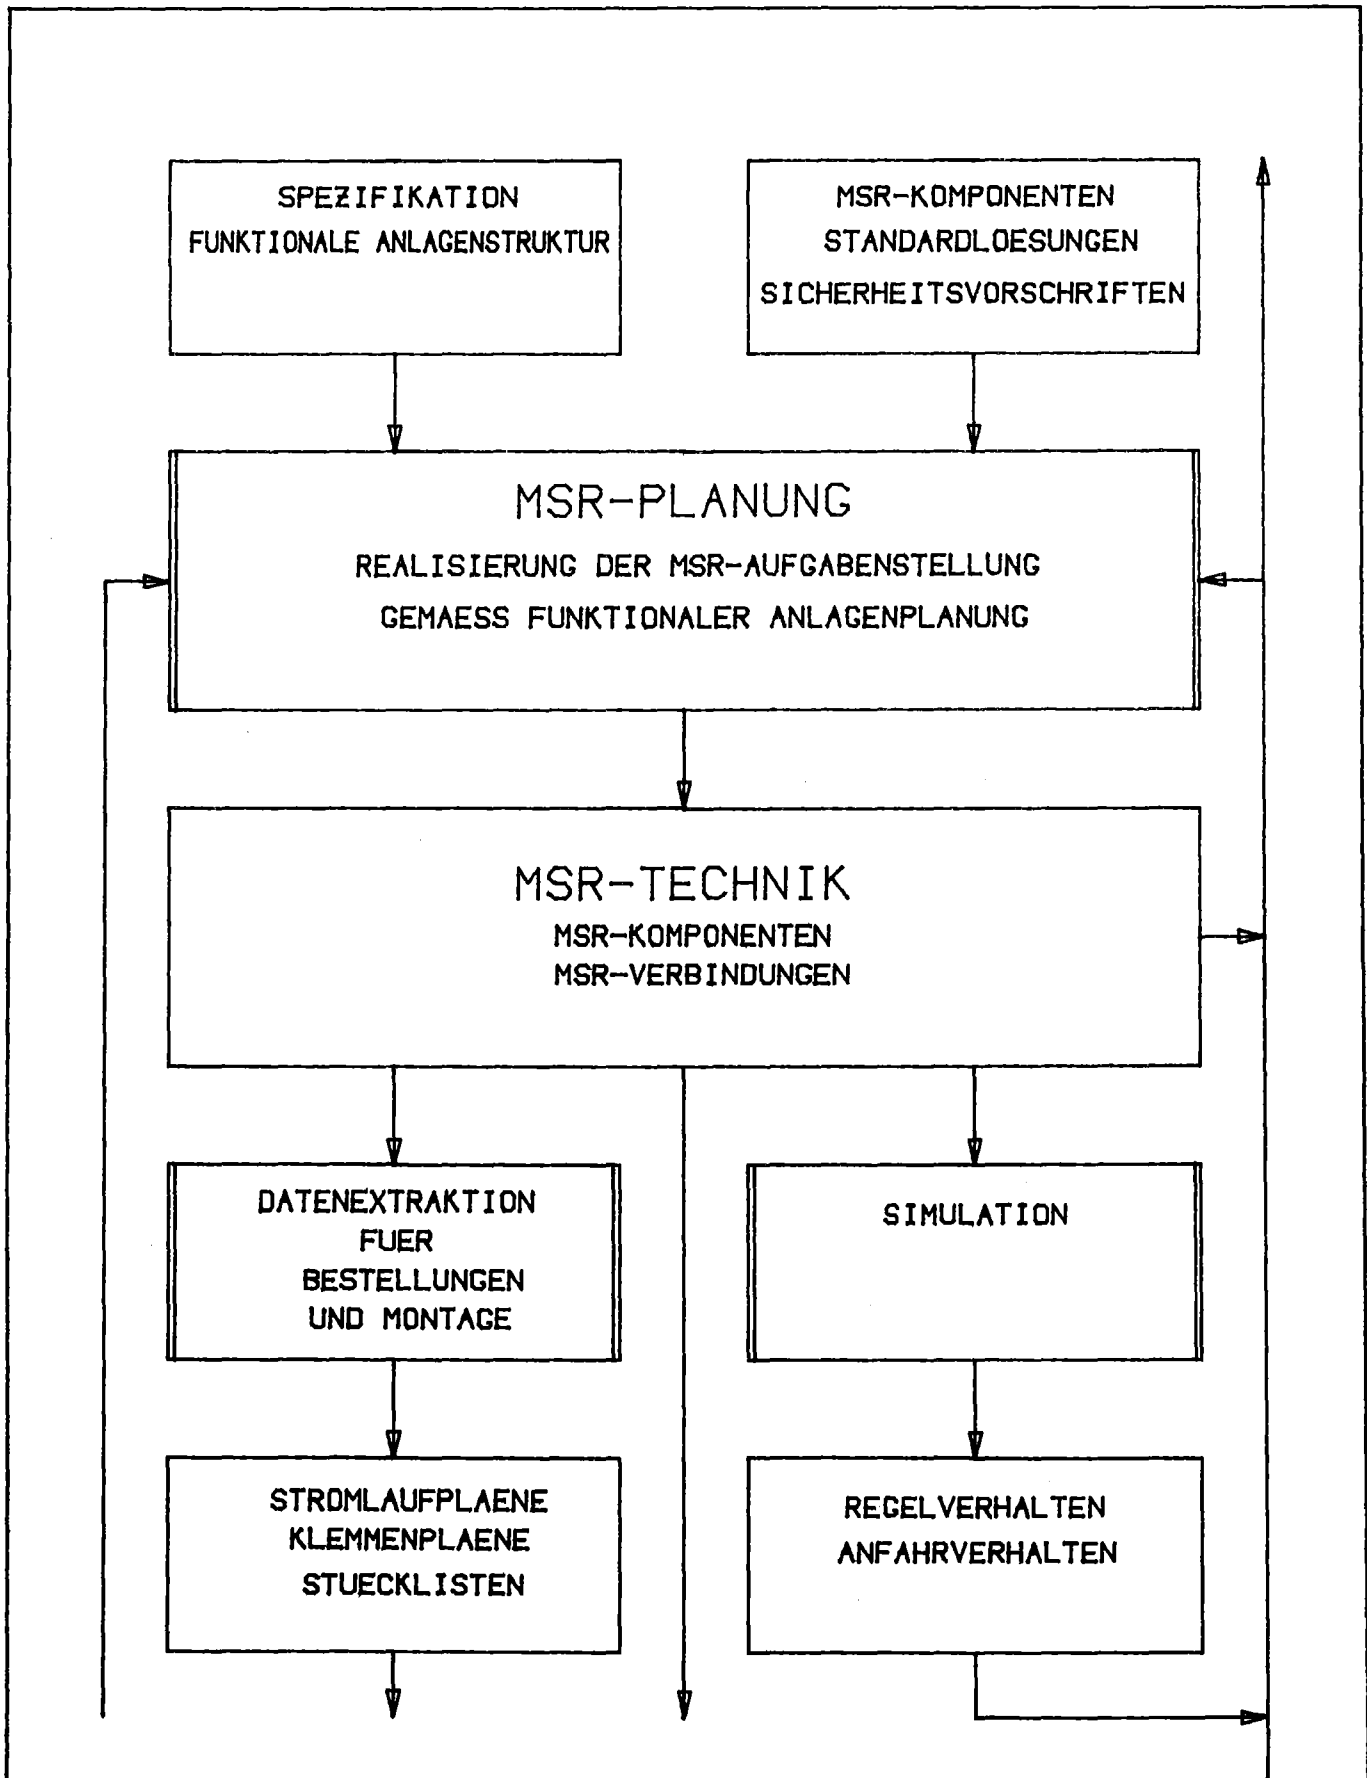 SPEZIFIKATION
FUNKTIONALE ANLAGENSTRUKTUR
MSR-KOMPONENTEN
STANDARDLOESUNGEN
SICHERHEITSVORSCHRIFTEN
MSR-PLANUNG
REALISIERUNG DER MSR-AUFGABENSTELLUNG
GEMAESS FUNKTIONALER ANLAGENPLANUNG
MSR-TECHNIK
MSR-KOMPONENTEN
MSR-VERBINDUNGEN
DATENEXTRAKTION
FUER
BESTELLUNGEN
UND MONTAGE
SIMULATION
STROMLAUFPLAENE
KLEMMENPLAENE
STUECKLISTEN
REGELVERHALTEN
ANFAHRVERHALTEN